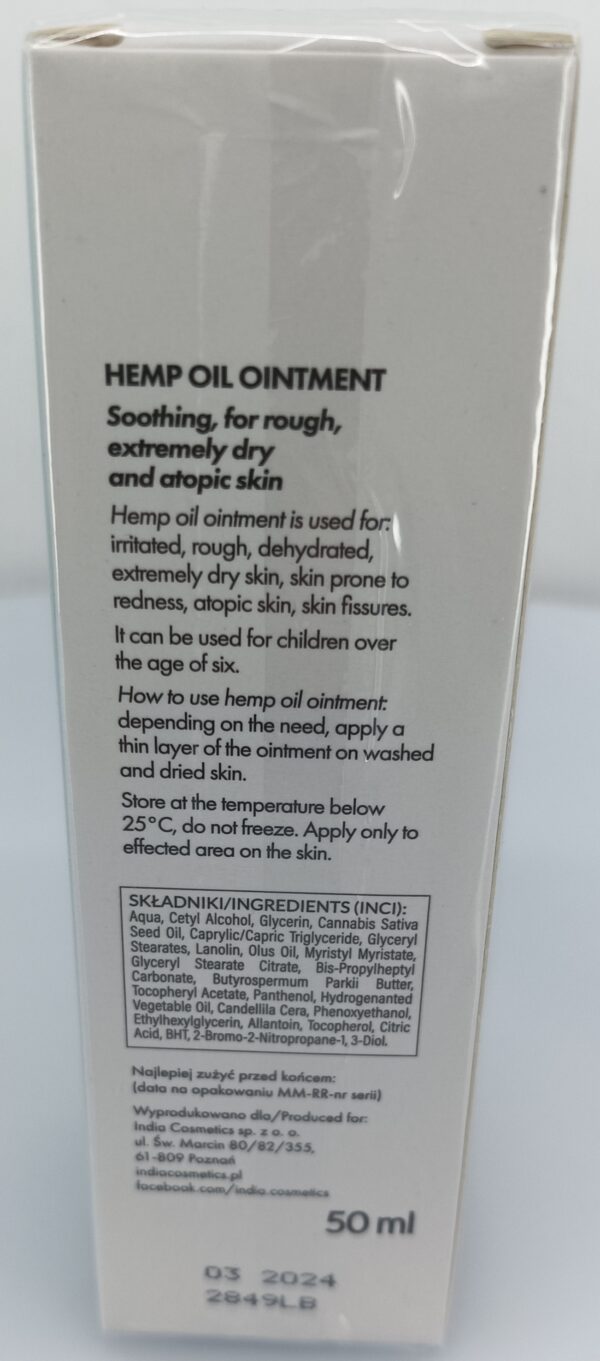 HEMP OIL OINTMENT
Soothing, for rough,
extremely dry
and atopic skin
Hemp oil ointment is used for:
irritated, rough, dehydrated,
extremely dry skin, skin prone to
redness, atopic skin, skin fissures.
It can be used for children over
the age of six.
How to use hemp oil ointment:
depending on the need, apply a
thin layer of the ointment on washed
and dried skin.
Store at the temperature below
25°C, do not freeze. Apply only to
effected area on the skin.
SKŁADNIKI/INGREDIENTS (INCI):
Aqua, Cetyl Alcohol, Glycerin, Cannabis Sativa
Seed Oil, Caprylic/Capric Triglyceride, Glyceryl
Stearates, Lanolin, Olus Oil, Myristyl Myristate,
Glyceryl Stearate Citrate, Bis-Propylheptyl
Carbonate, Butyrospermum Parkii Butter,
Tocopheryl Acetate, Panthenol, Hydrogenanted
Vegetable Oil, Candellila Cera, Phenoxyethanol,
Ethylhexylglycerin, Allantoin, Tocopherol, Citric
Acid, BHT, 2-Bromo-2-Nitropropane-1, 3-Diol.
Najlepiej zużyć przed końcem:
(data na opakowaniu MM-RR-nr serii)
Wyprodukowano dla/Produced for:
India Cosmetics sp. z o. o.
ul. Św. Marcin 80/82/355,
61-809 Poznań
indiacosmetics.pl
facebook.com/india.cosmetics
50 ml
03 2024
2849LB